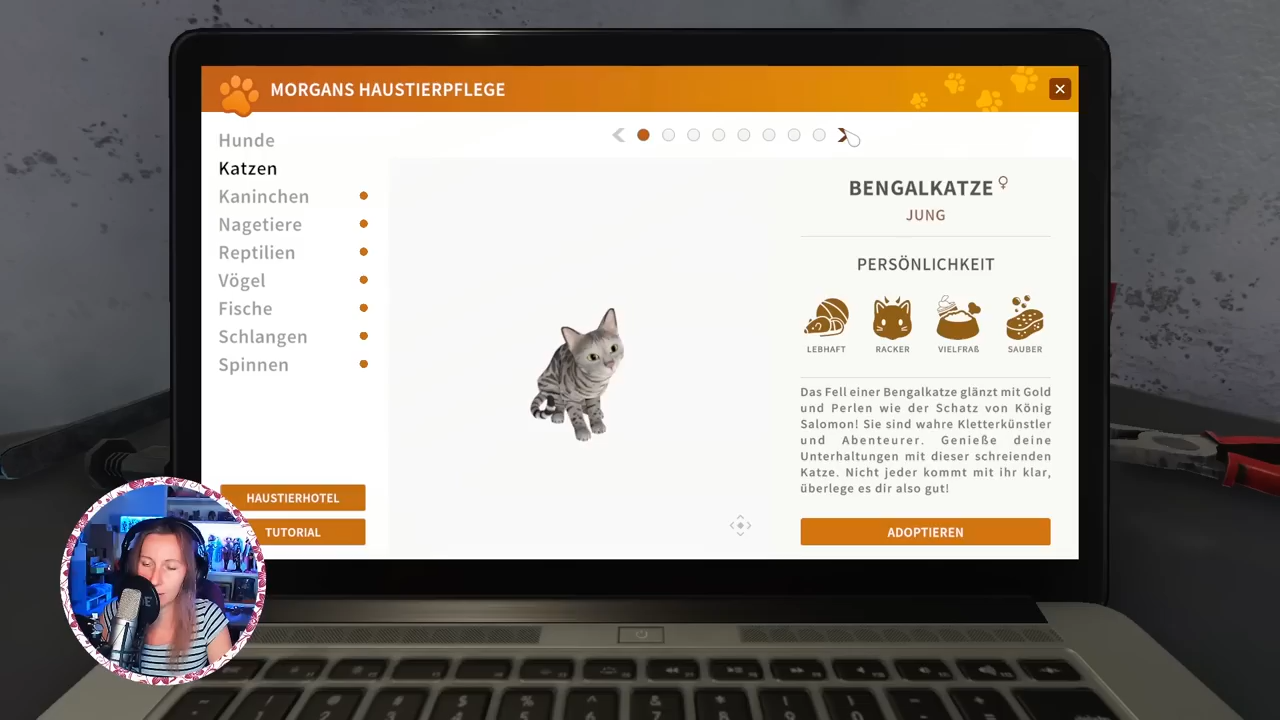 MORGANS HAUSTIERPFLEGE
Hunde
Katzen
Kaninchen
Nagetiere
Reptilien
Vögel
Fische
Schlangen
Spinnen
HAUSTIERHOTEL
TUTORIAL
BENGALKATZE
JUNG
PERSÖNLICHKEIT
LEBHAFT RACKER VIELFRAß SAUBER
Das Fell einer Bengalkatze glänzt mit Gold
und Perlen wie der Schatz von König
Salomon! Sie sind wahre Kletterkünstler
und Abenteurer. Genieße deine
Unterhaltungen mit dieser schreienden
Katze. Nicht jeder kommt mit ihr klar,
überlege es dir also gut!
ADOPTIEREN